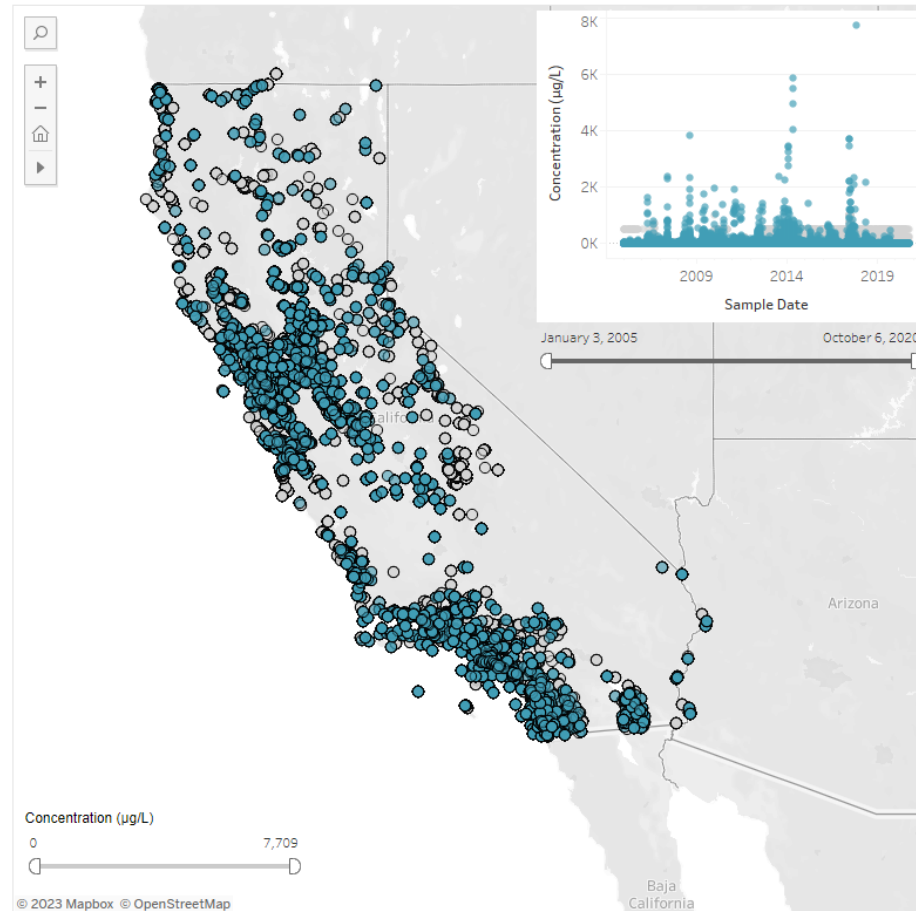 8K
6K
4K
2K
0K
Concentration (µg/L)
2009
2014
2019
Sample Date
January 3, 2005
October 6, 2020
California
Arizona
Concentration (µg/L)
0
7,709
Baja
California
© 2023 Mapbox © OpenStreetMap